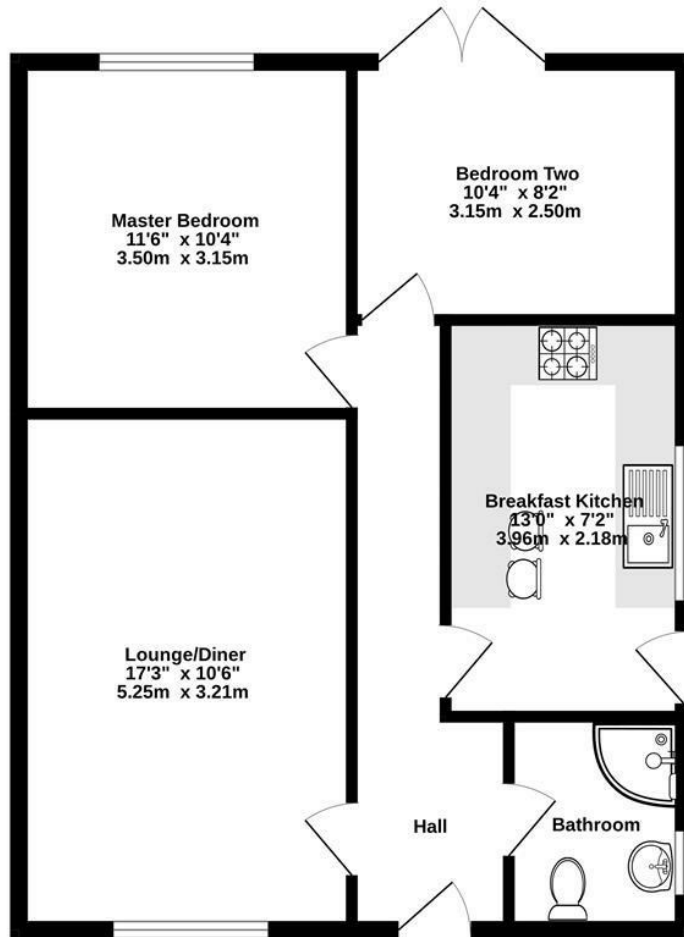 Master Bedroom
11'6" x 10'4"
3.50m x 3.15m
Bedroom Two
10'4" x 8'2"
3.15m x 2.50m
Breakfast Kitchen
13'0" x 7'2"
3.96m x 2.18m
Lounge/Diner
17'3" x 10'6"
5.25m x 3.21m
Hall
Bathroom